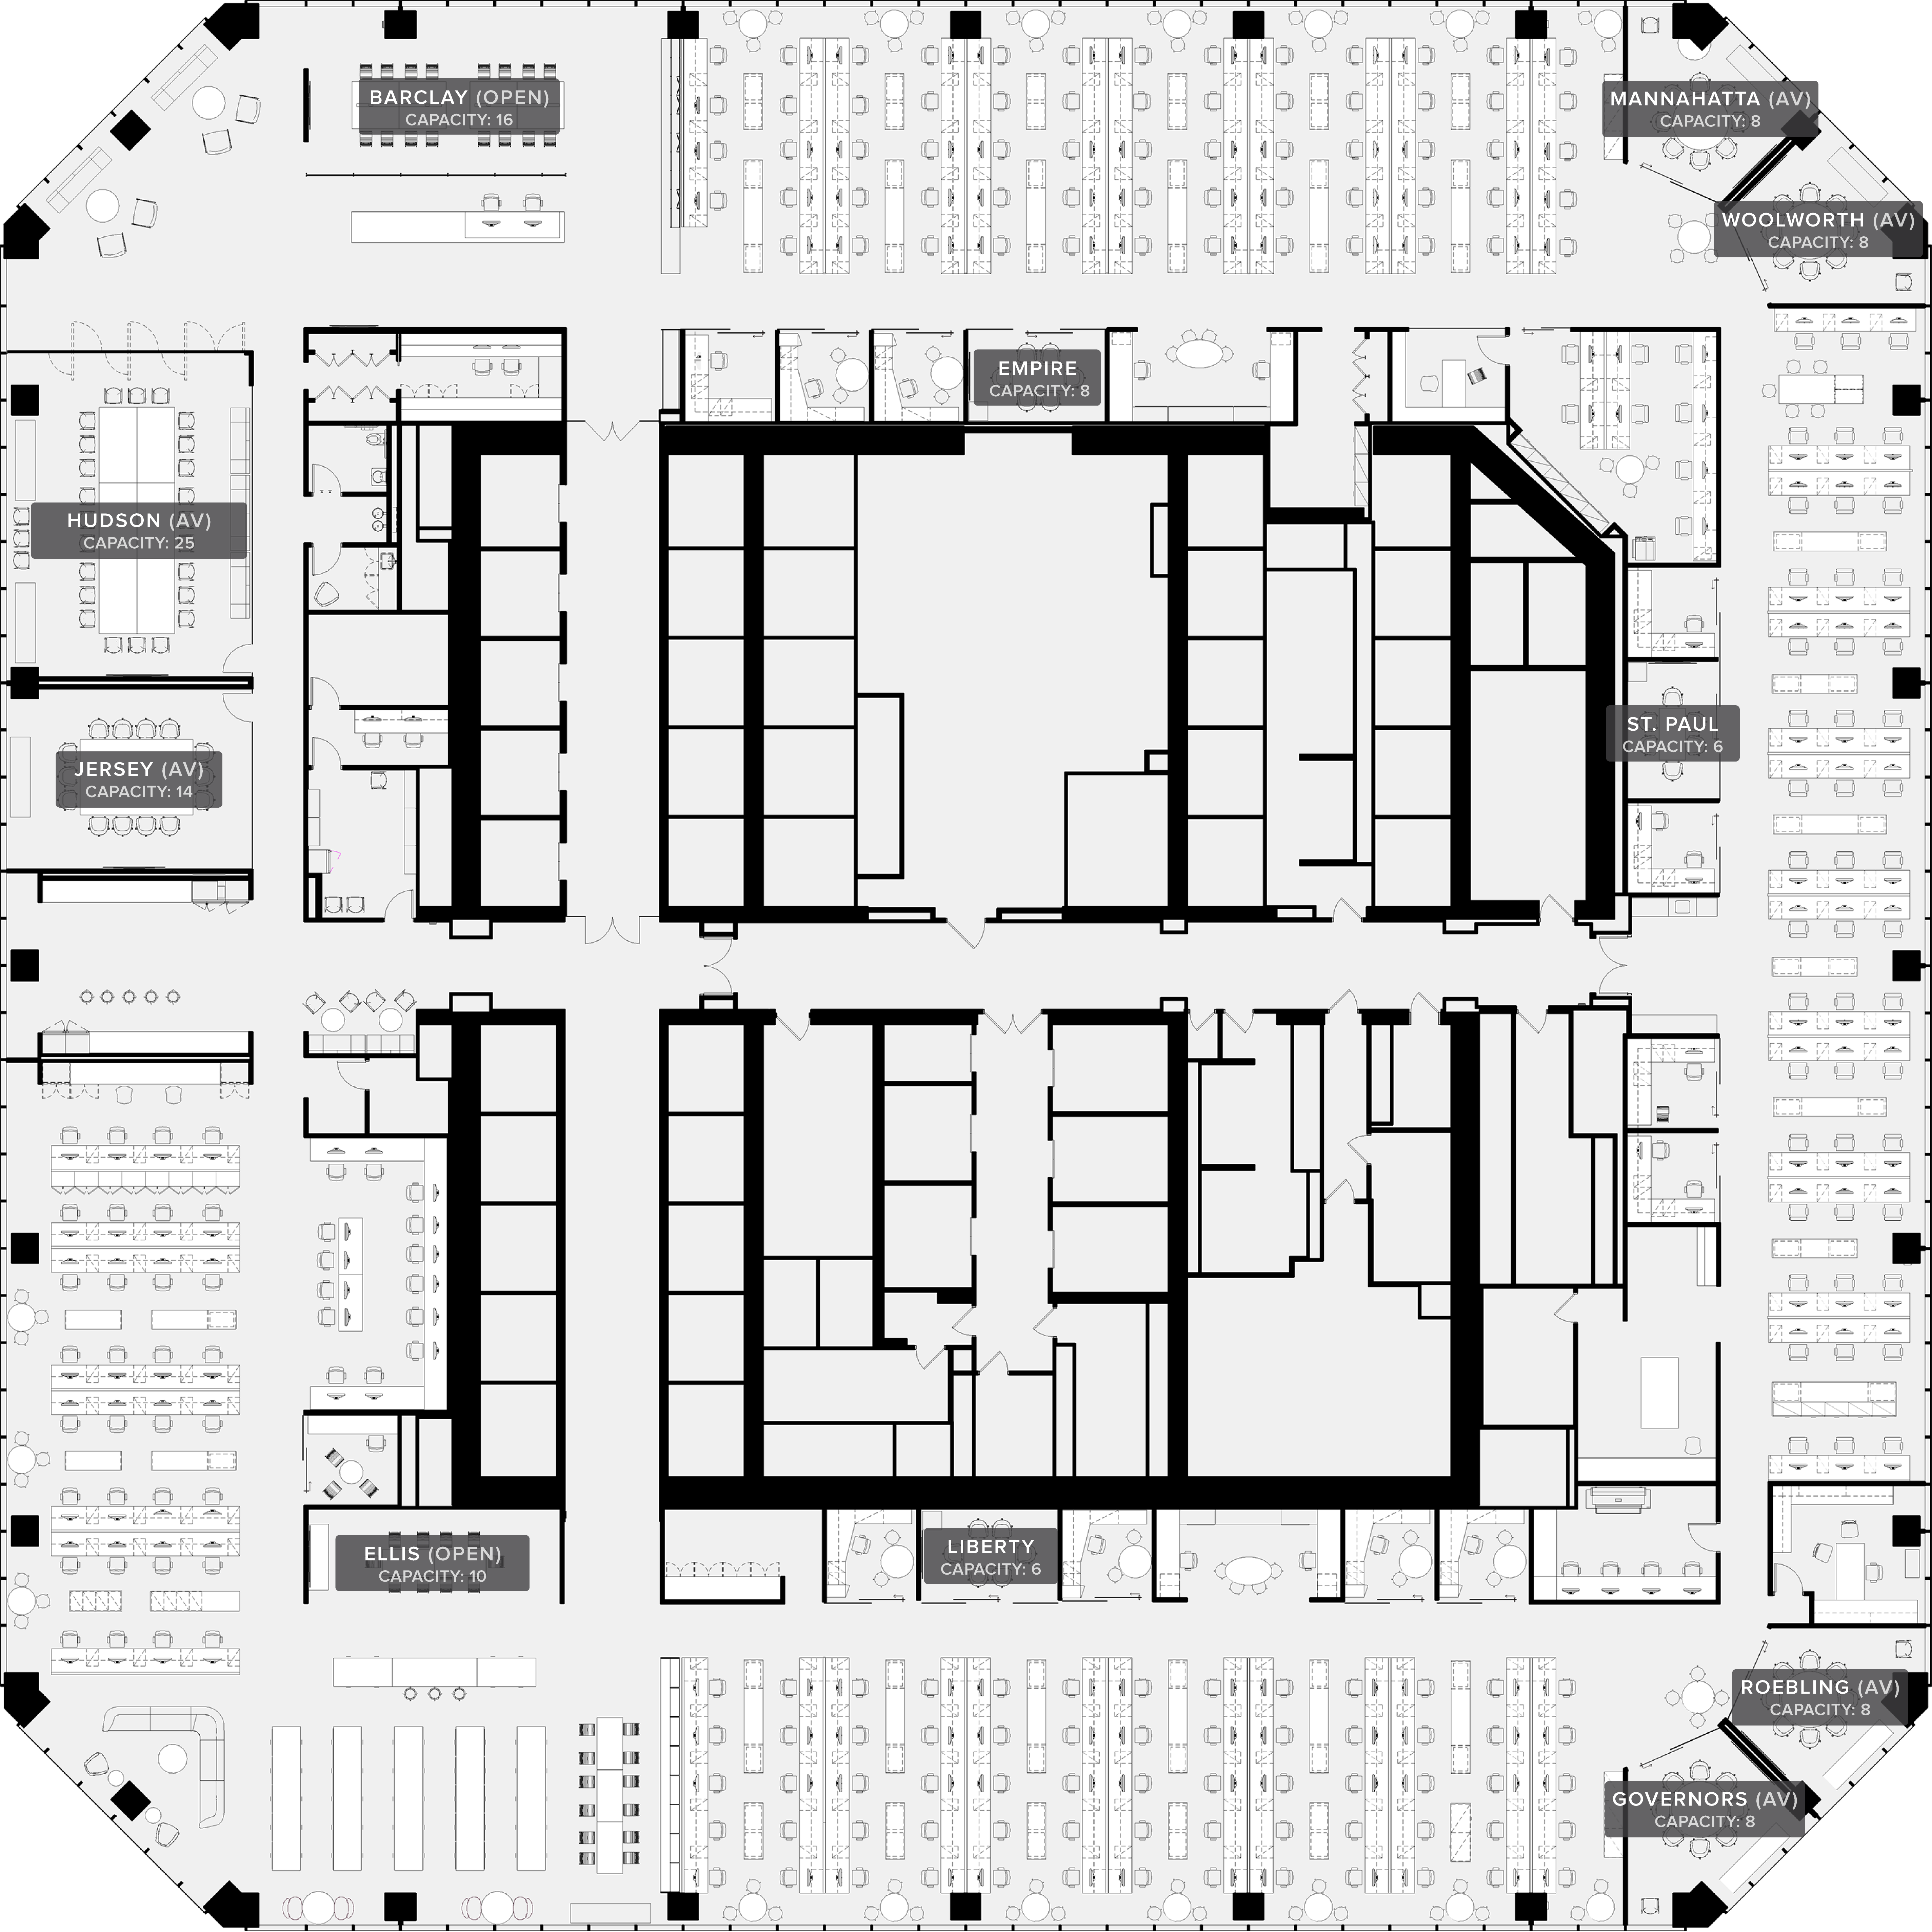 BARCLAY (OPEN)
CAPACITY: 16
MANNAHATTA (AV)
CAPACITY: 8
WOOLWORTH (AV)
CAPACITY: 8
EMPIRE
CAPACITY: 8
HUDSON (AV)
CAPACITY: 25
ST. PAUL
CAPACITY: 6
JERSEY (AV)
CAPACITY: 14
ELLIS (OPEN)
CAPACITY: 10
LIBERTY
CAPACITY: 6
ROEBLING (AV)
CAPACITY: 8
GOVERNORS (AV)
CAPACITY: 8